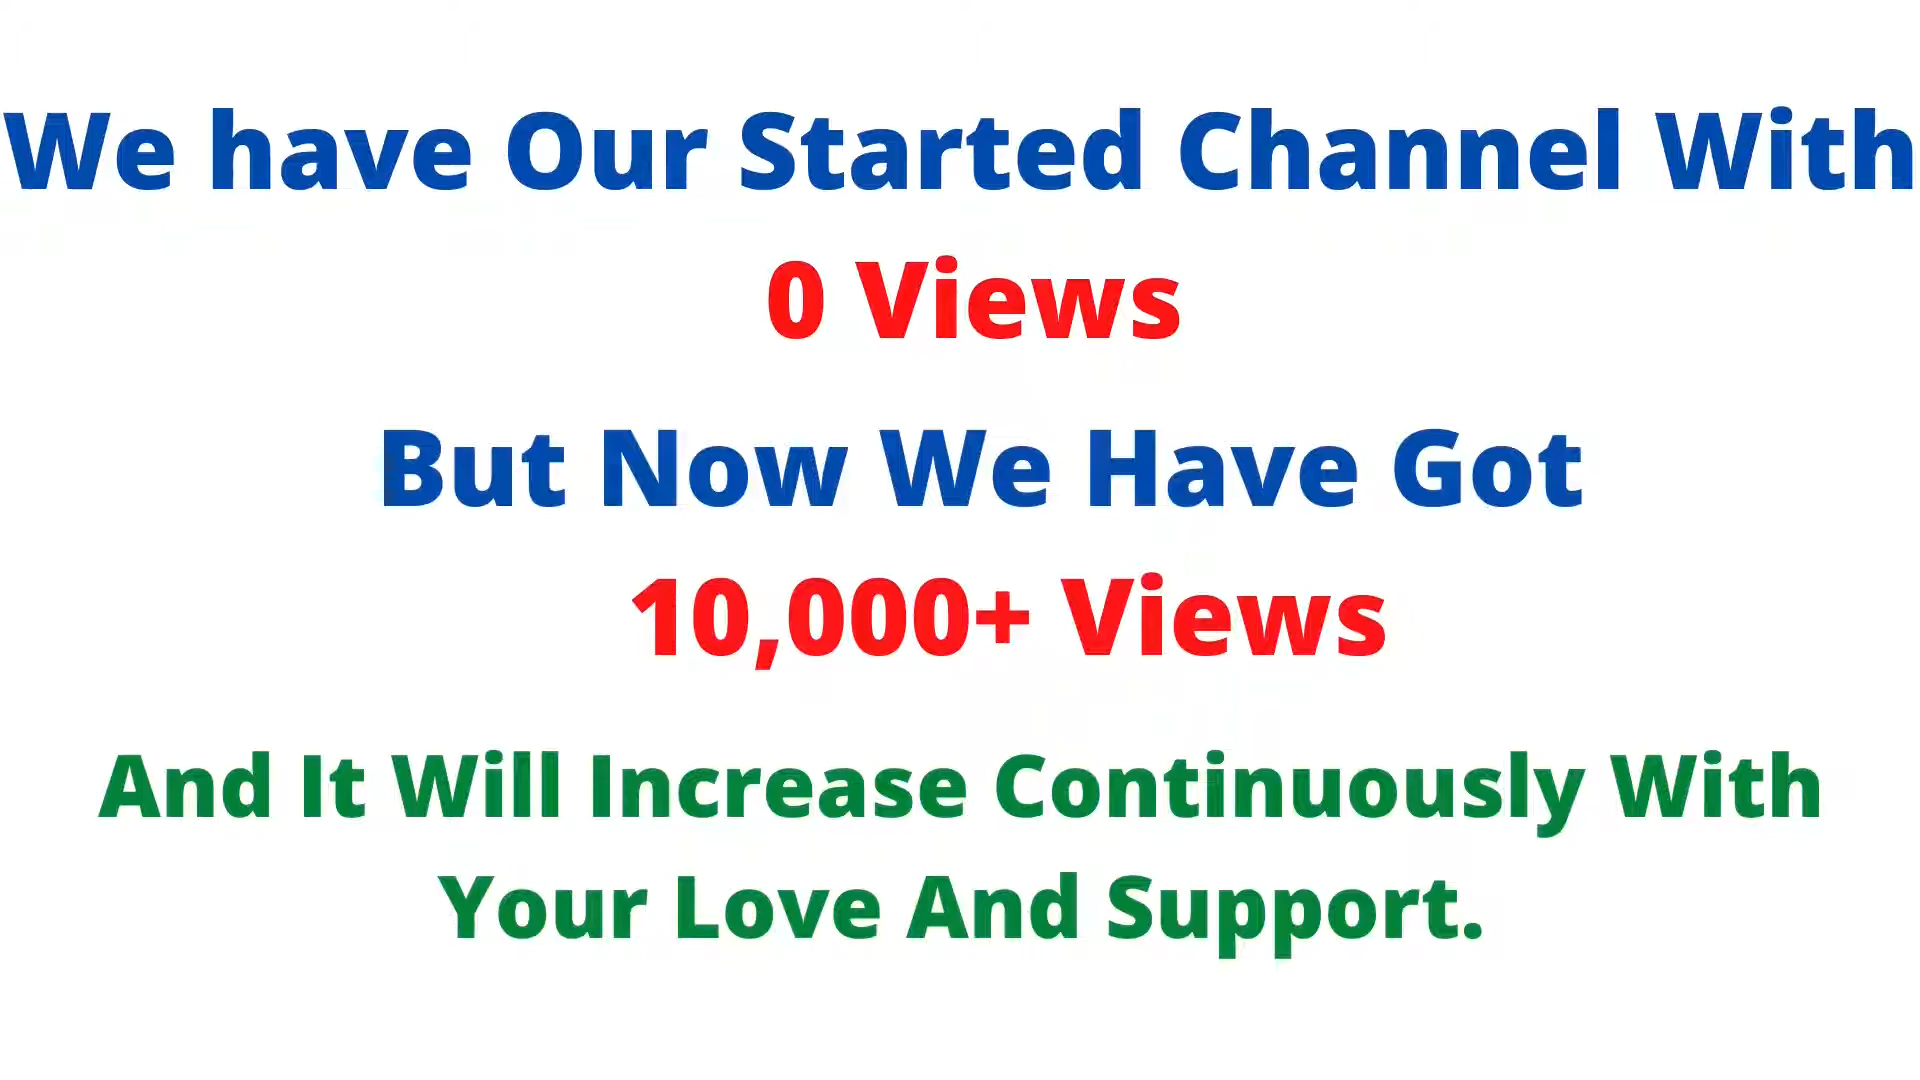 We have Our Started Channel With
0 Views
But Now We Have Got
10,000+ Views
And It Will Increase Continuously With
Your Love And Support.